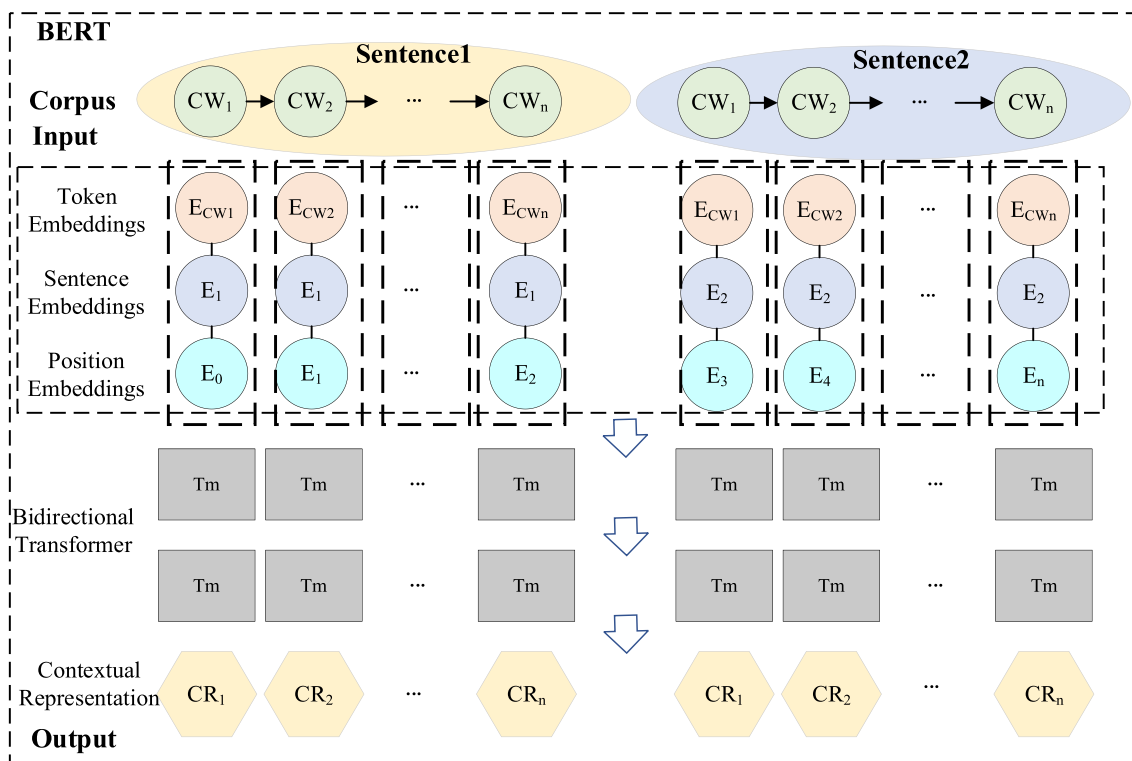 BERT
Sentence1
Sentence2
Corpus
Input
CW1 CW2 ... CWn CW1 CW2 ... CWn
Token
Embeddings
ECW1 ECW2 ... ECWn ECW1 ECW2 ... ECWn
Sentence
Embeddings
E1 E1 ... E1 E2 E2 ... E2
Position
Embeddings
E0 E1 ... E2 E3 E4 ... En
Bidirectional
Transformer
Tm Tm ... Tm Tm Tm ... Tm
Tm Tm ... Tm Tm Tm ... Tm
Contextual
Representation
CR1 CR2 ... CRn CR1 CR2 ... CRn
Output